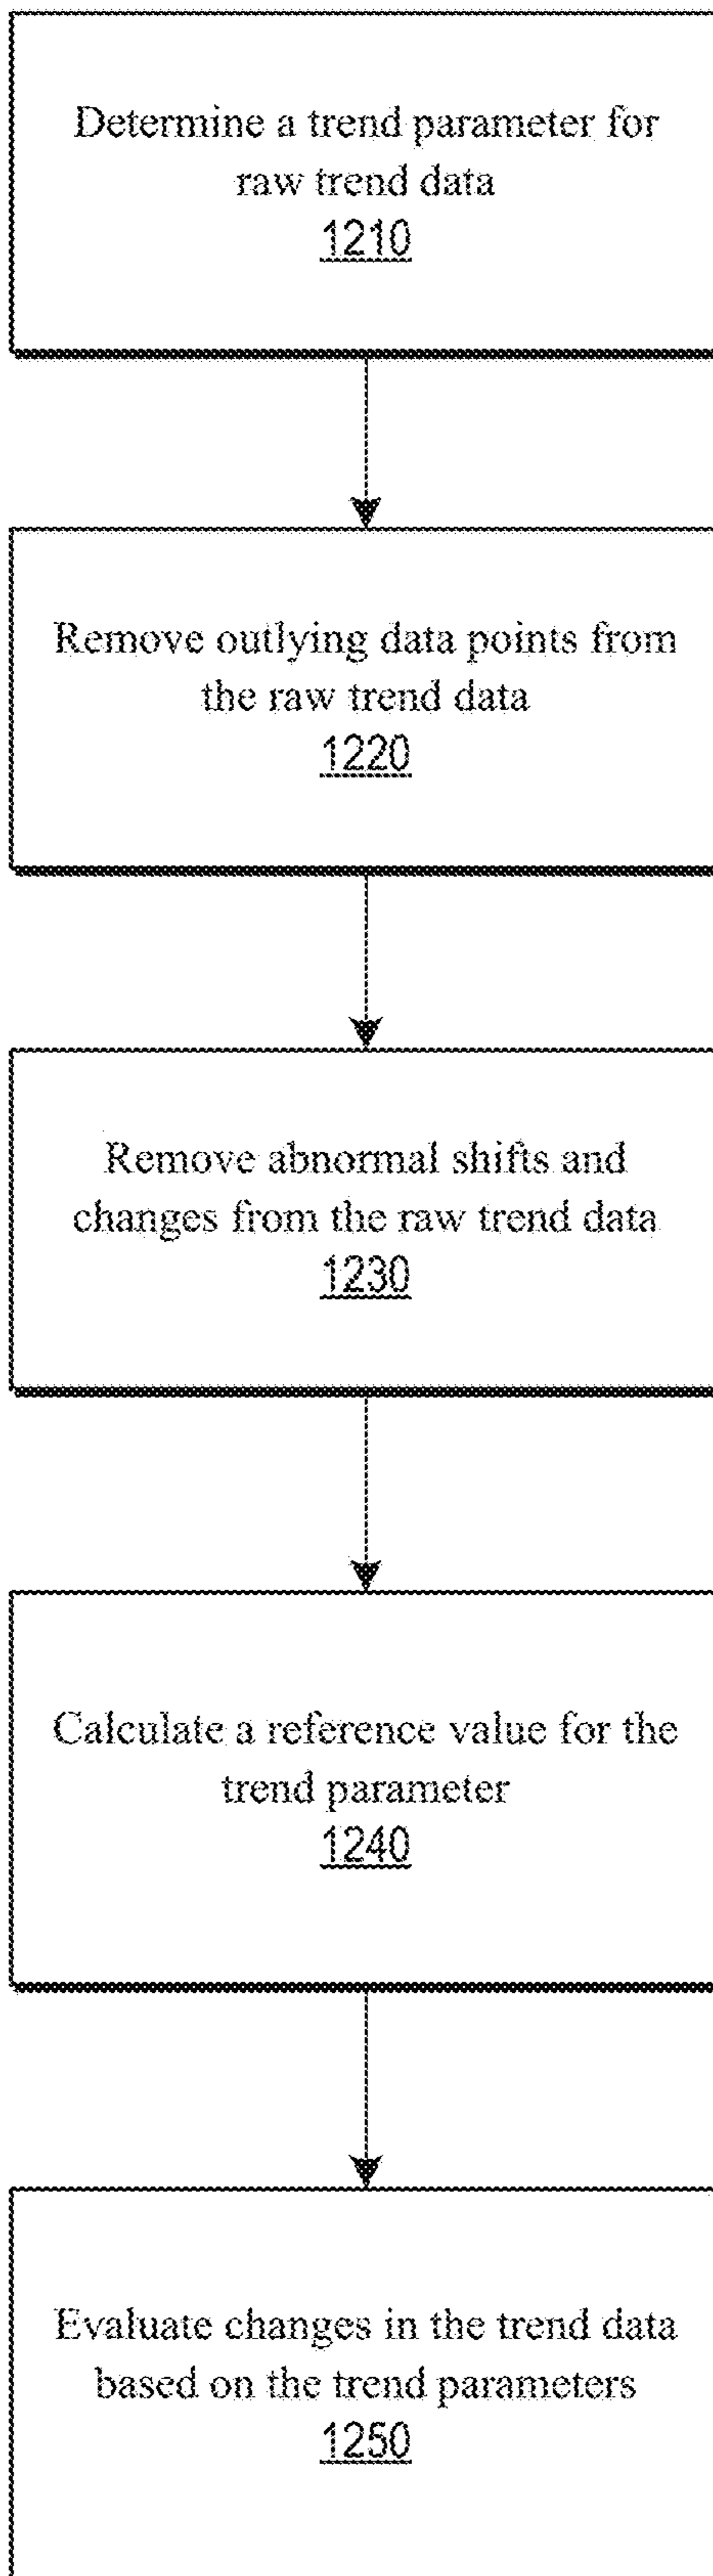 Determine a trend parameter for
raw trend data
1210
Remove outlying data points from
the raw trend data
1220
Remove abnormal shifts and
changes from the raw trend data
1230
Calculate a reference value for the
trend parameter
1240
Evaluate changes in the trend data
based on the trend parameters
1250